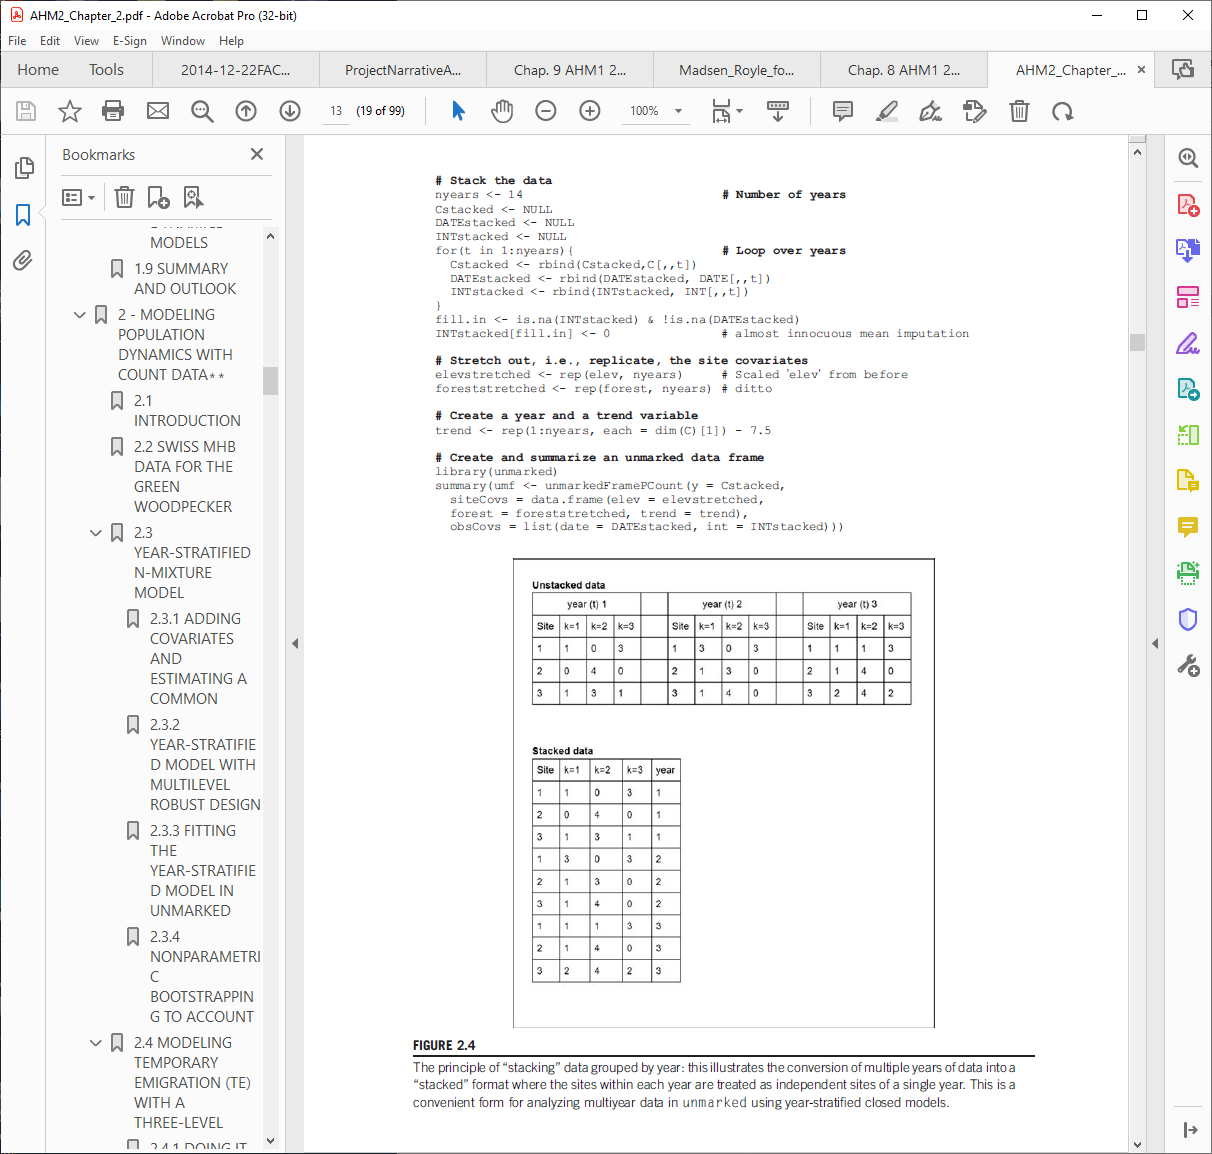 AHM2_Chapter_2.pdf - Adobe Acrobat Pro (32-bit)
File Edit View E-Sign Window Help
Home Tools 2014-12-22FAC... ProjectNarrativeA... Chap. 9 AHM1 2... Madsen_Royle_fo... Chap. 8 AHM1 2... AHM2_Chapter_... ×
13 (19 of 99) 100%
Bookmarks
MODELS
1.9 SUMMARY
AND OUTLOOK
2 - MODELING
POPULATION
DYNAMICS WITH
COUNT DATA**
2.1
INTRODUCTION
2.2 SWISS MHB
DATA FOR THE
GREEN
WOODPECKER
2.3
YEAR-STRATIFIED
N-MIXTURE
MODEL
2.3.1 ADDING
COVARIATES
AND
ESTIMATING A
COMMON
2.3.2
YEAR-STRATIFIE
D MODEL WITH
MULTILEVEL
ROBUST DESIGN
2.3.3 FITTING
THE
YEAR-STRATIFIE
D MODEL IN
UNMARKED
2.3.4
NONPARAMETRI
C
BOOTSTRAPPIN
G TO ACCOUNT
2.4 MODELING
TEMPORARY
EMIGRATION (TE)
WITH A
THREE-LEVEL
2.4.1 DOING IT
# Stack the data
nyears <- 14 # Number of years
Cstacked <- NULL
DATEstacked <- NULL
INTstacked <- NULL
for(t in 1:nyears){ # Loop over years
Cstacked <- rbind(Cstacked,C[,,t])
DATEstacked <- rbind(DATEstacked, DATE[,,t])
INTstacked <- rbind(INTstacked, INT[,,t])
}
fill.in <- is.na(INTstacked) & !is.na(DATEstacked)
INTstacked[fill.in] <- 0 # almost innocuous mean imputation
# Stretch out, i.e., replicate, the site covariates
elevstretched <- rep(elev, nyears) # Scaled 'elev' from before
foreststretched <- rep(forest, nyears) # ditto
# Create a year and a trend variable
trend <- rep(1:nyears, each = dim(C)[1]) - 7.5
# Create and summarize an unmarked data frame
library(unmarked)
summary(umf <- unmarkedFramePCount(y = Cstacked,
siteCovs = data.frame(elev = elevstretched,
forest = foreststretched, trend = trend),
obsCovs = list(date = DATEstacked, int = INTstacked)))
Unstacked data
year (t) 1 year (t) 2 year (t) 3
Site k=1 k=2 k=3 Site k=1 k=2 k=3 Site k=1 k=2 k=3
1 1 0 3 1 3 0 3 1 1 1 3
2 0 4 0 2 1 3 0 2 1 4 0
3 1 3 1 3 1 4 0 3 2 4 2
Stacked data
Site k=1 k=2 k=3 year
1 1 0 3 1
2 0 4 0 1
3 1 3 1 1
1 3 0 3 2
2 1 3 0 2
3 1 4 0 2
1 1 1 3 3
2 1 4 0 3
3 2 4 2 3
FIGURE 2.4
The principle of “stacking” data grouped by year: this illustrates the conversion of multiple years of data into a
“stacked” format where the sites within each year are treated as independent sites of a single year. This is a
convenient form for analyzing multiyear data in unmarked using year-stratified closed models.